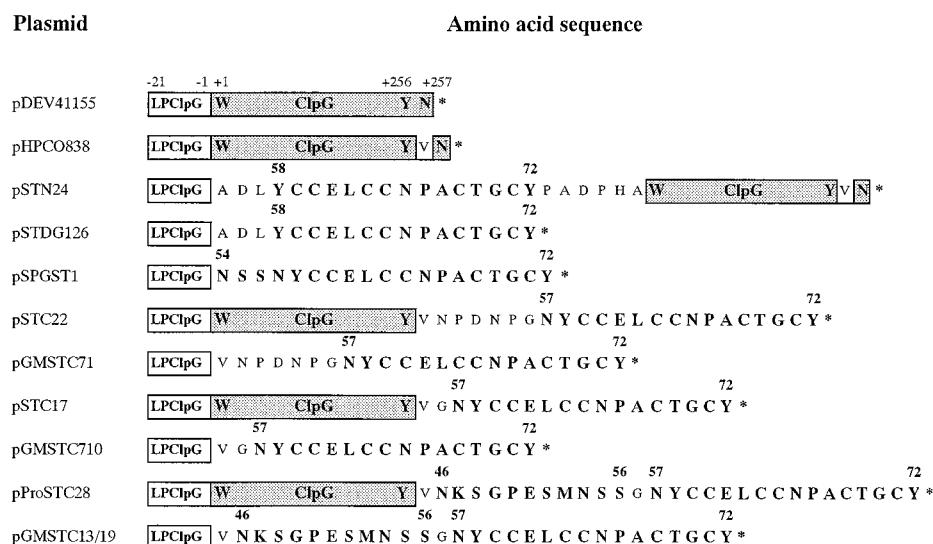 Plasmid Amino acid sequence
-21 -1 +1 +256 +257
pDEV41155 LPClpG W ClpG Y N *
pHPCO838 LPClpG W ClpG Y V N *
58 72
pSTN24 LPClpG A D L Y C C E L C C N P A C T G C Y P A D P H A W ClpG Y V N *
58 72
pSTDG126 LPClpG A D L Y C C E L C C N P A C T G C Y *
54 72
pSPGST1 LPClpG N S S N Y C C E L C C N P A C T G C Y *
57 72
pSTC22 LPClpG W ClpG Y V N P D N P G N Y C C E L C C N P A C T G C Y *
57 72
pGMSTC71 LPClpG V N P D N P G N Y C C E L C C N P A C T G C Y *
57 72
pSTC17 LPClpG W ClpG Y V G N Y C C E L C C N P A C T G C Y *
57 72
pGMSTC710 LPClpG V G N Y C C E L C C N P A C T G C Y *
46 56 57 72
pProSTC28 LPClpG W ClpG Y V N K S G P E S M N S S G N Y C C E L C C N P A C T G C Y *
46 56 57 72
pGMSTC13/19 LPClpG V N K S G P E S M N S S G N Y C C E L C C N P A C T G C Y *